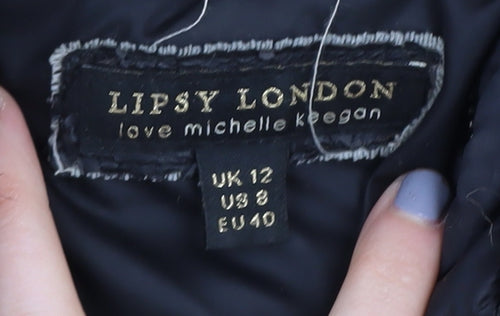 LIPSY LONDON
love michelle keegan
UK 12
US 8
EU 40